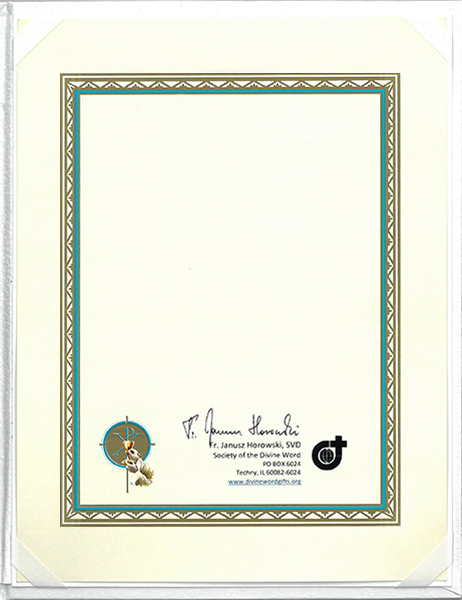 Fr. Janusz Horowski
Fr. Janusz Horowski, SVD
Society of the Divine Word
PO BOX 6024
Techny, IL 60082-6024
www.divinewordgifts.org